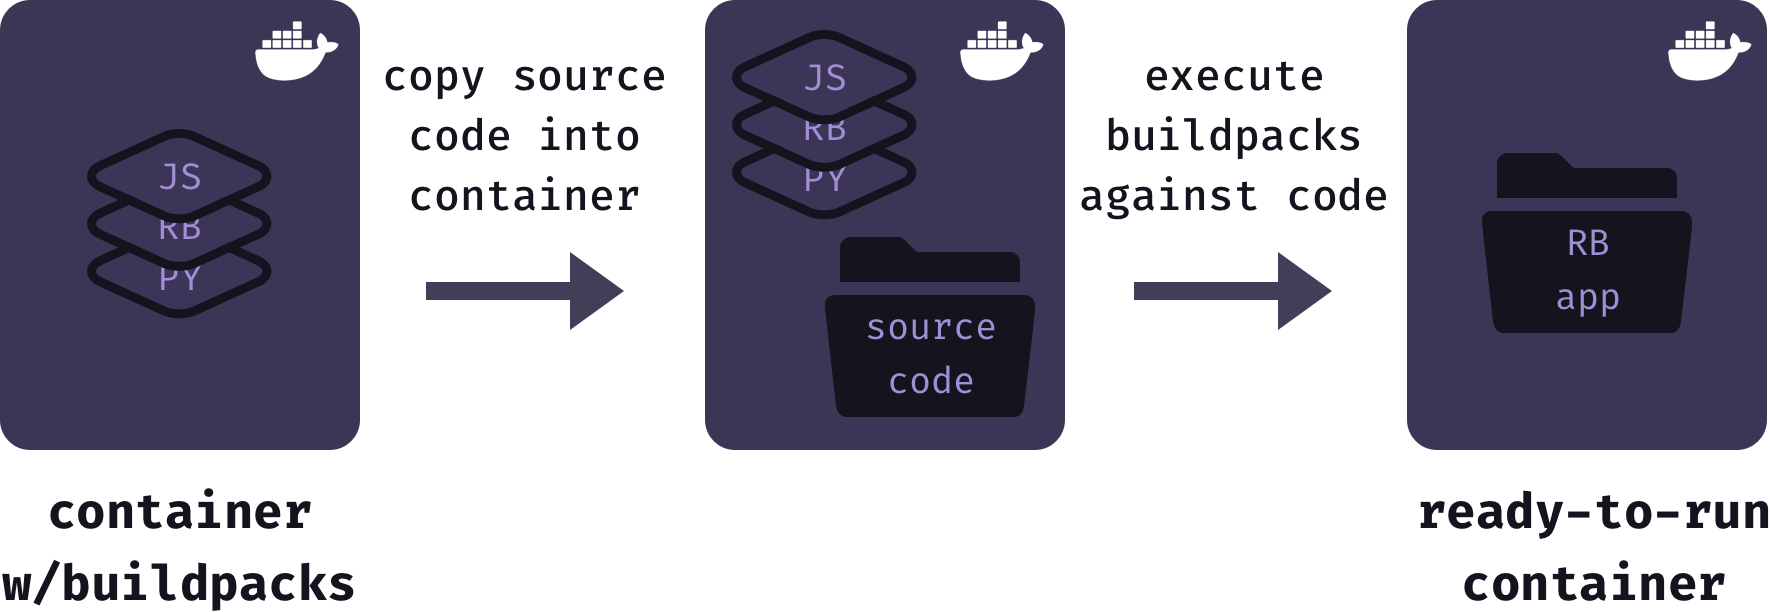 JS
RB
PY
container
w/buildpacks
copy source
code into
container
JS
RB
PY
source
code
execute
buildpacks
against code
RB
app
ready-to-run
container